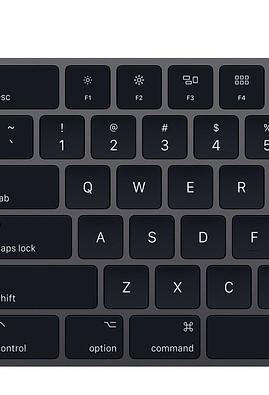 sc F1 F2 F3 F4
~ ! @ # $ %
` 1 2 3 4 5
ab Q W E R
aps lock A S D F
hift Z X C
ontrol option command
⌃ ⌥ ⌘